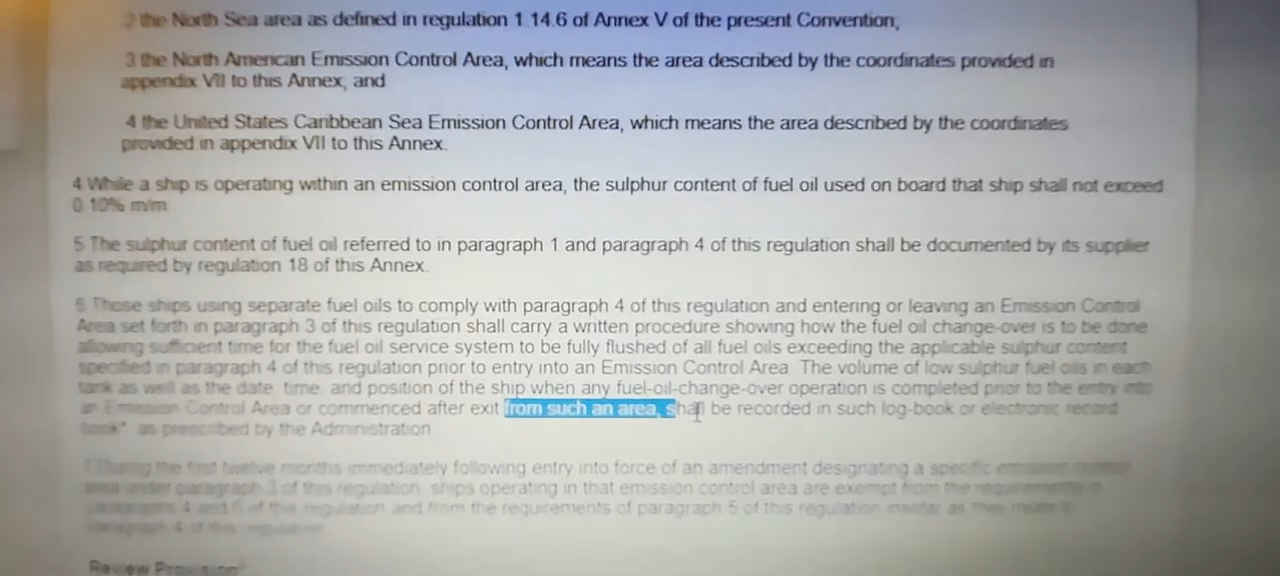 2 the North Sea area as defined in regulation 1.14.6 of Annex V of the present Convention;
3 the North American Emission Control Area, which means the area described by the coordinates provided in
appendix VII to this Annex; and
4 the United States Caribbean Sea Emission Control Area, which means the area described by the coordinates
provided in appendix VII to this Annex.
4 While a ship is operating within an emission control area, the sulphur content of fuel oil used on board that ship shall not exceed
0.10% m/m.
5 The sulphur content of fuel oil referred to in paragraph 1 and paragraph 4 of this regulation shall be documented by its supplier
as required by regulation 18 of this Annex.
6 Those ships using separate fuel oils to comply with paragraph 4 of this regulation and entering or leaving an Emission Control
Area set forth in paragraph 3 of this regulation shall carry a written procedure showing how the fuel oil change-over is to be done
allowing sufficient time for the fuel oil service system to be fully flushed of all fuel oils exceeding the applicable sulphur content
specified in paragraph 4 of this regulation prior to entry into an Emission Control Area. The volume of low sulphur fuel oils in each
tank as well as the date, time, and position of the ship when any fuel-oil-change-over operation is completed prior to the entry into
an Emission Control Area or commenced after exit from such an area, shall be recorded in such log-book or electronic record
book* as prescribed by the Administration
7 During the first twelve months immediately following entry into force of an amendment designating a specific emission control
area under paragraph 3 of this regulation, ships operating in that emission control area are exempt from the requirements in
paragraphs 4 and 6 of this regulation and from the requirements of paragraph 5 of this regulation insofar as they relate to
paragraph 4 of this regulation
Review Provision